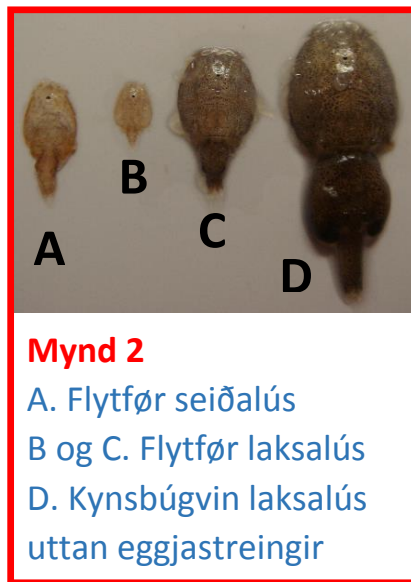 A
B
C
D
Mynd 2
A. Flytfør seiðalús
B og C. Flytfør laksalús
D. Kynsbúgvin laksalús
uttan eggjastreingir